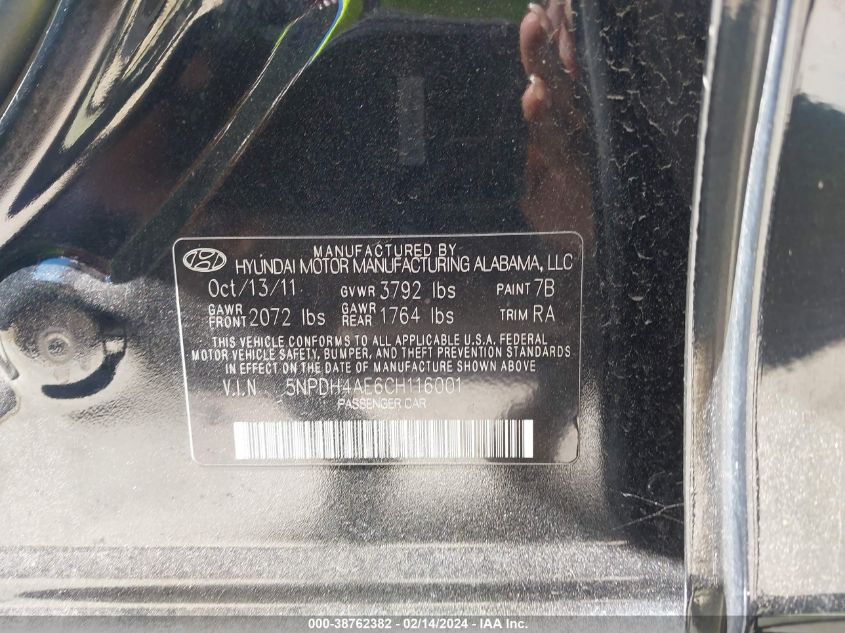 MANUFACTURED BY
HYUNDAI MOTOR MANUFACTURING ALABAMA, LLC
Oct/13/11 GVWR 3792 lbs PAINT 7B
GAWR FRONT 2072 lbs GAWR REAR 1764 lbs TRIM RA
THIS VEHICLE CONFORMS TO ALL APPLICABLE U.S.A. FEDERAL
MOTOR VEHICLE SAFETY, BUMPER, AND THEFT PREVENTION STANDARDS
IN EFFECT ON THE DATE OF MANUFACTURE SHOWN ABOVE
V.I.N 5NPDH4AE6CH116001
PASSENGER CAR
000-38762382 - 02/14/2024 - IAA Inc.